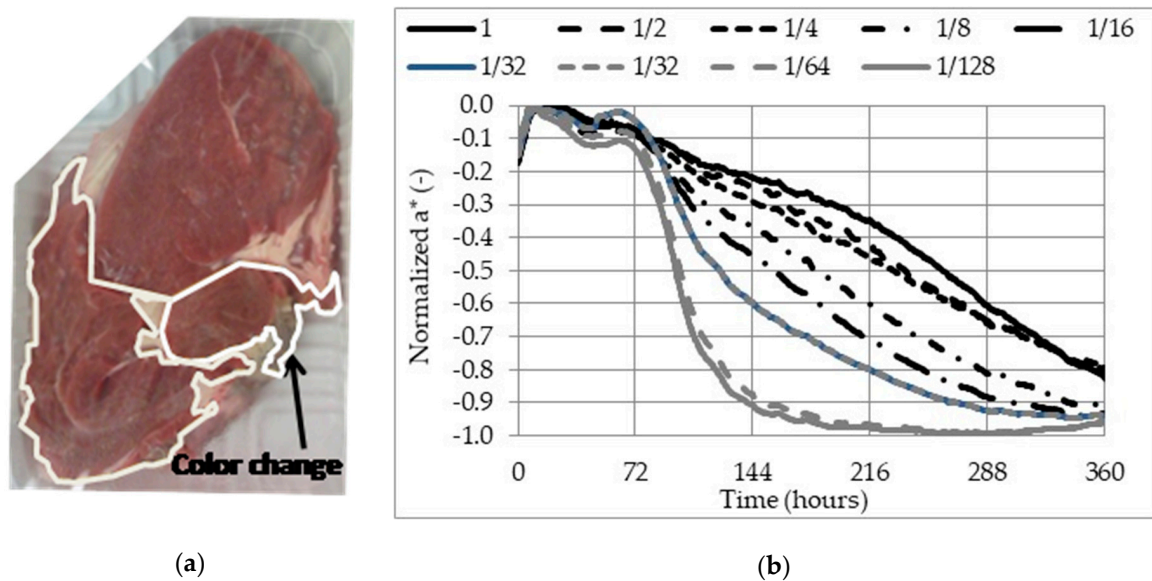 Color change
(a)
1 1/2 1/4 1/8 1/16
1/32 1/32 1/64 1/128
Normalized a* (-)
0.0
-0.1
-0.2
-0.3
-0.4
-0.5
-0.6
-0.7
-0.8
-0.9
-1.0
0 72 144 216 288 360
Time (hours)
(b)